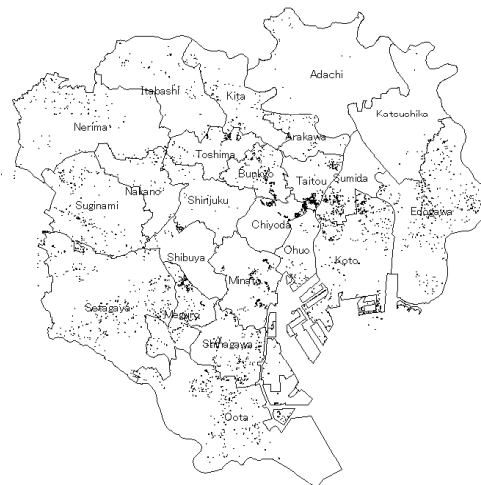 Adachi
Itabashi
Kita
Katsushika
Nerima
Arakawa
Toshima
Bunkyo
Taitou
Sumida
Nakano
Suginami
Shinjuku
Edogawa
Chiyoda
Ohuo
Shibuya
Koto
Minato
Setagaya
Meguro
Shinagawa
Oota